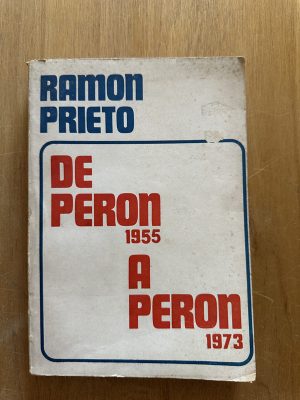 RAMON
PRIETO
DE
PERON
1955
A
PERON
1973